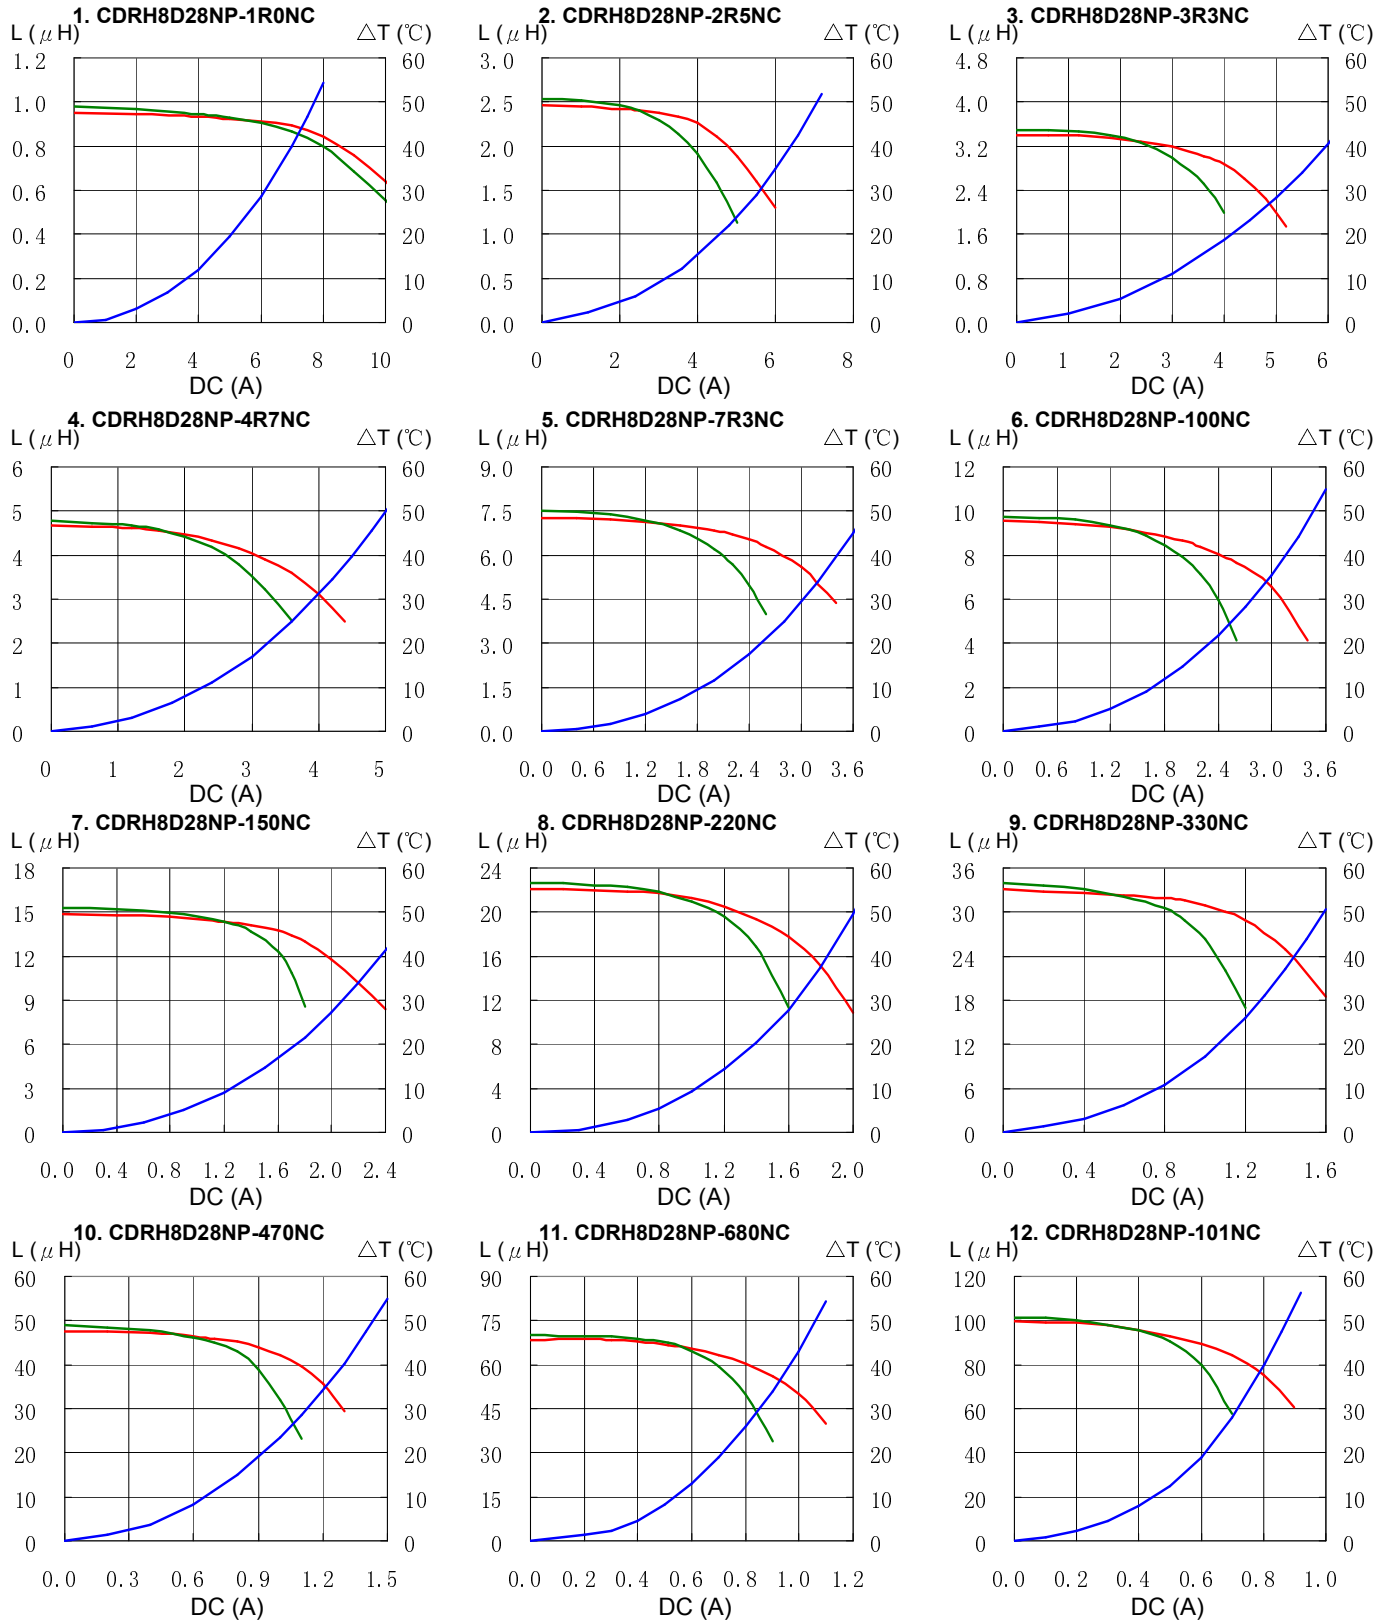 1. CDRH8D28NP-1R0NC
L (μH) △T (℃)
1.2 60
1.0 50
0.8 40
0.6 30
0.4 20
0.2 10
0.0 0
0 2 4 6 8 10
DC (A)
2. CDRH8D28NP-2R5NC
L (μH) △T (℃)
3.0 60
2.5 50
2.0 40
1.5 30
1.0 20
0.5 10
0.0 0
0 2 4 6 8
DC (A)
3. CDRH8D28NP-3R3NC
L (μH) △T (℃)
4.8 60
4.0 50
3.2 40
2.4 30
1.6 20
0.8 10
0.0 0
0 1 2 3 4 5 6
DC (A)
4. CDRH8D28NP-4R7NC
L (μH) △T (℃)
6 60
5 50
4 40
3 30
2 20
1 10
0 0
0 1 2 3 4 5
DC (A)
5. CDRH8D28NP-7R3NC
L (μH) △T (℃)
9.0 60
7.5 50
6.0 40
4.5 30
3.0 20
1.5 10
0.0 0
0.0 0.6 1.2 1.8 2.4 3.0 3.6
DC (A)
6. CDRH8D28NP-100NC
L (μH) △T (℃)
12 60
10 50
8 40
6 30
4 20
2 10
0 0
0.0 0.6 1.2 1.8 2.4 3.0 3.6
DC (A)
7. CDRH8D28NP-150NC
L (μH) △T (℃)
18 60
15 50
12 40
9 30
6 20
3 10
0 0
0.0 0.4 0.8 1.2 1.6 2.0 2.4
DC (A)
8. CDRH8D28NP-220NC
L (μH) △T (℃)
24 60
20 50
16 40
12 30
8 20
4 10
0 0
0.0 0.4 0.8 1.2 1.6 2.0
DC (A)
9. CDRH8D28NP-330NC
L (μH) △T (℃)
36 60
30 50
24 40
18 30
12 20
6 10
0 0
0.0 0.4 0.8 1.2 1.6
DC (A)
10. CDRH8D28NP-470NC
L (μH) △T (℃)
60 60
50 50
40 40
30 30
20 20
10 10
0 0
0.0 0.3 0.6 0.9 1.2 1.5
DC (A)
11. CDRH8D28NP-680NC
L (μH) △T (℃)
90 60
75 50
60 40
45 30
30 20
15 10
0 0
0.0 0.2 0.4 0.6 0.8 1.0 1.2
DC (A)
12. CDRH8D28NP-101NC
L (μH) △T (℃)
120 60
100 50
80 40
60 30
40 20
20 10
0 0
0.0 0.2 0.4 0.6 0.8 1.0
DC (A)